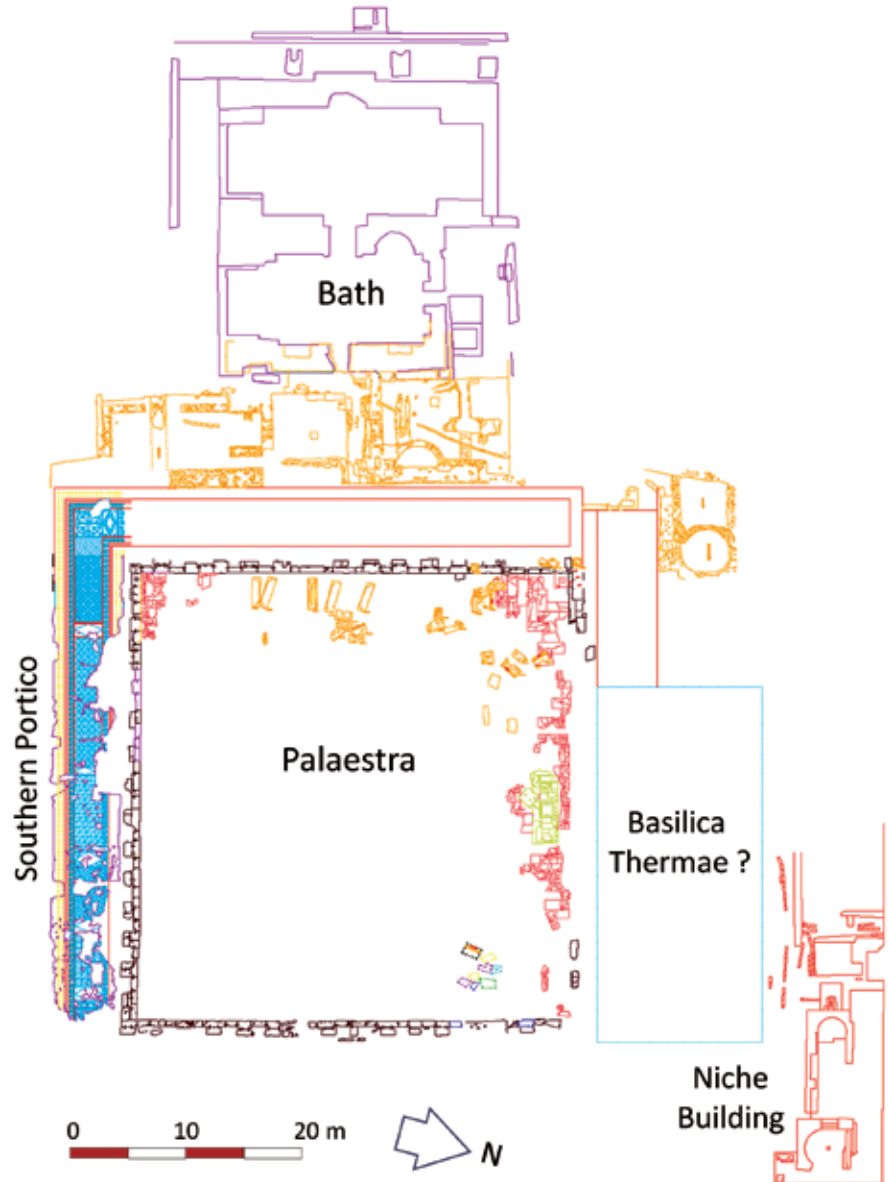 Bath
Southern Portico
Palaestra
Basilica
Thermae ?
Niche
Building
0 10 20 m
N